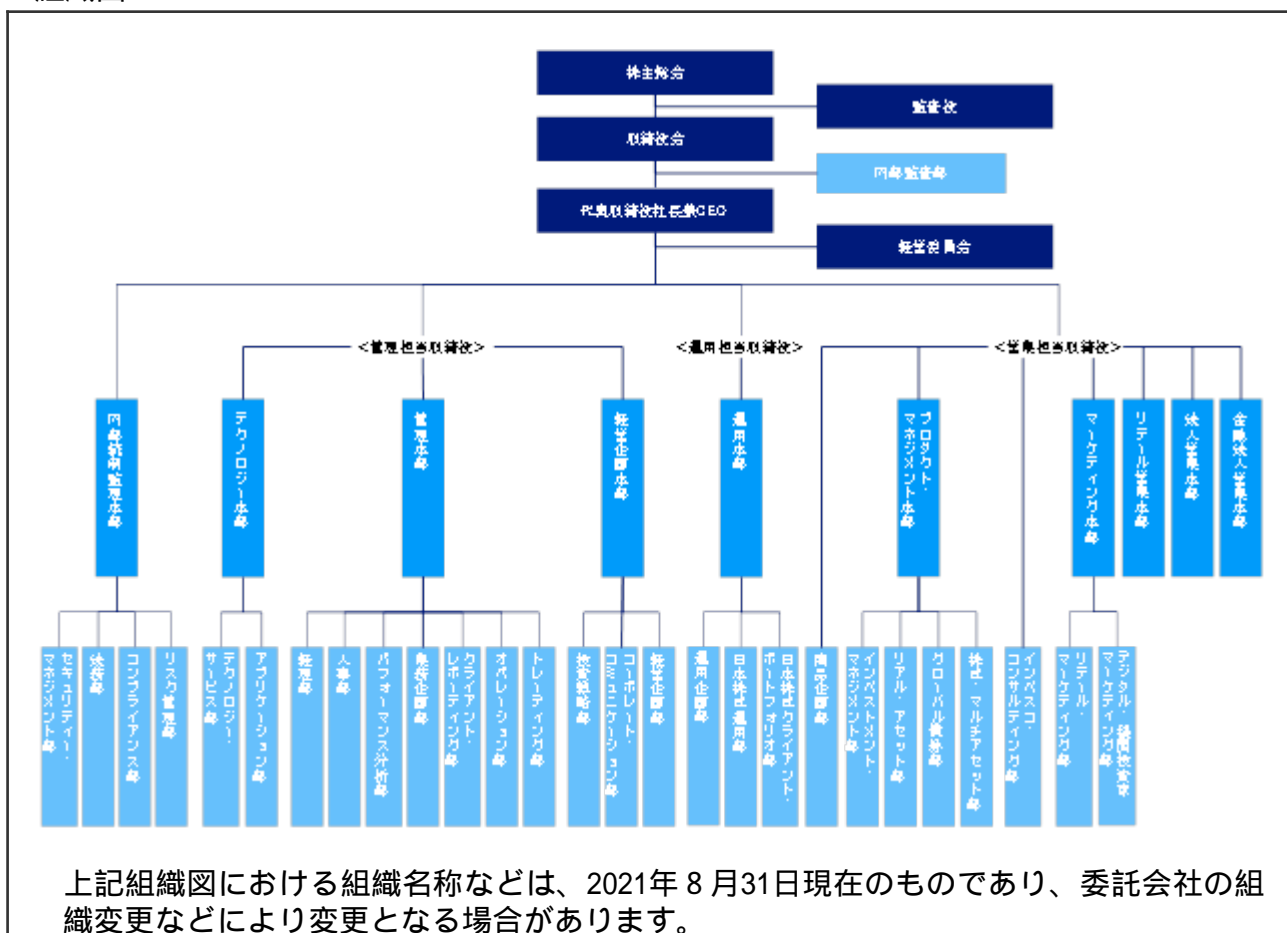 株主総会
監査役
取締役会
内部監査部
代表取締役社長兼CEO
経営委員会
<管理担当取締役>
<運用担当取締役>
<営業担当取締役>
内部統制監理本部
テクノロジー本部
管理本部
経営企画本部
運用本部
プロダクト・
マネジメント本部
マーケティング本部
リテール営業本部
法人営業本部
金融法人営業本部
セキュリティー・
マネジメント部
法務部
コンプライアンス部
リスク管理部
テクノロジー・
サービス部
アプリケーション部
経理部
人事部
パフォーマンス分析部
業務企画部
クライアント・
レポーティング部
オペレーション部
トレーディング部
投資戦略部
コーポレート・
コミュニケーション部
経営企画部
運用企画部
日本株式運用部
日本株式クライアント・
ポートフォリオ部
商品企画部
インベストメント・
マネジメント部
リアル・アセット部
グローバル債券部
株式・マルチアセット部
インベスコ・
コンサルティング部
リテール・
マーケティング部
デジタル・機関投資家
マーケティング部
上記組織図における組織名称などは、2021年8月31日現在のものであり、委託会社の組
織変更などにより変更となる場合があります。